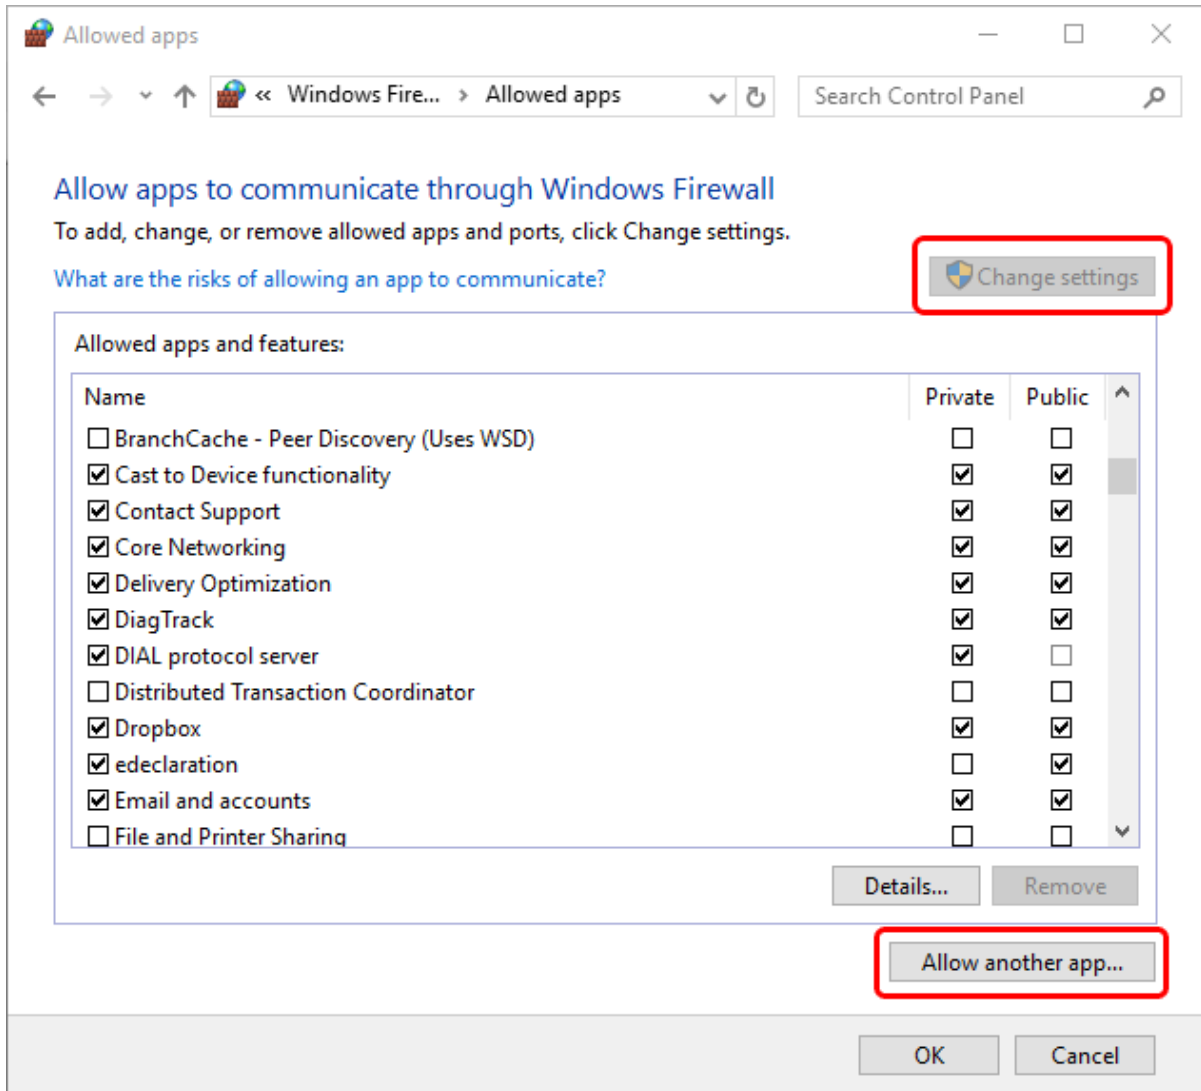 Allowed apps
« Windows Fire... > Allowed apps
Search Control Panel
Allow apps to communicate through Windows Firewall
To add, change, or remove allowed apps and ports, click Change settings.
What are the risks of allowing an app to communicate?
Change settings
Allowed apps and features:
Name Private Public
BranchCache - Peer Discovery (Uses WSD)
Cast to Device functionality
Contact Support
Core Networking
Delivery Optimization
DiagTrack
DIAL protocol server
Distributed Transaction Coordinator
Dropbox
edeclaration
Email and accounts
File and Printer Sharing
Details... Remove
Allow another app...
OK Cancel